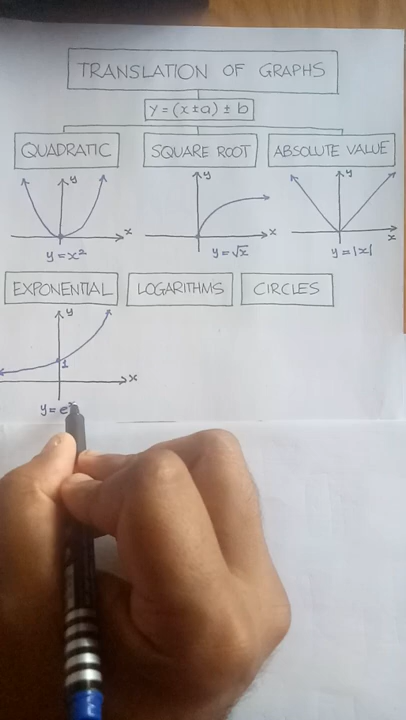 TRANSLATION OF GRAPHS
y = (x ± a) ± b
QUADRATIC SQUARE ROOT ABSOLUTE VALUE
y y y
x x x
y = x² y = √x y = |x|
EXPONENTIAL LOGARITHMS CIRCLES
y
1
x
y = eˣ